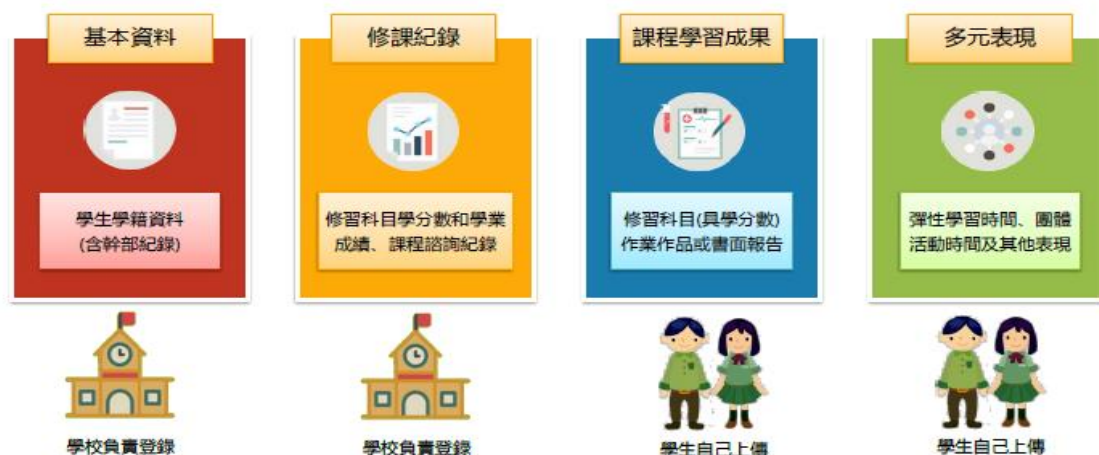 基本資料
修課紀錄
課程學習成果
多元表現
學生學籍資料
(含幹部紀錄)
修習科目學分數和學業
成績、課程諮詢紀錄
修習科目(具學分數)
作業作品或書面報告
彈性學習時間、團體
活動時間及其他表現
學校負責登錄
學校負責登錄
學生自己上傳
學生自己上傳